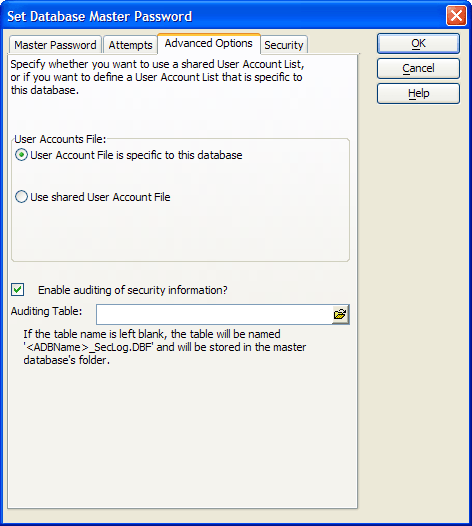 Set Database Master Password
Master Password Attempts Advanced Options Security
OK
Cancel
Help
Specify whether you want to use a shared User Account List,
or if you want to define a User Account List that is specific to
this database.
User Accounts File:
User Account File is specific to this database
Use shared User Account File
Enable auditing of security information?
Auditing Table:
If the table name is left blank, the table will be named
'<ADBName>_SecLog.DBF' and will be stored in the master
database's folder.